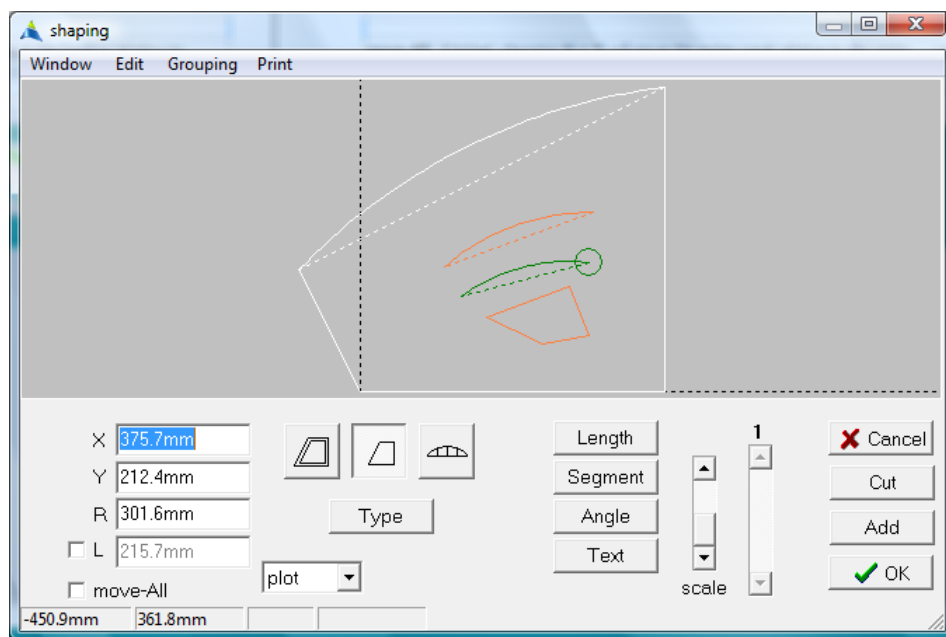 shaping
Window Edit Grouping Print
X 375.7mm
Y 212.4mm
R 301.6mm
L 215.7mm
move-All
Type
plot
Length
Segment
Angle
Text
scale
1
Cancel
Cut
Add
OK
-450.9mm 361.8mm